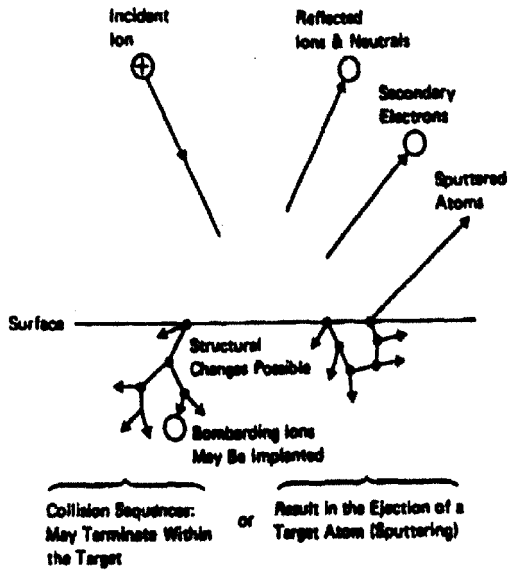 Incident
Ion
Reflected
Ions & Neutrals
Secondary
Electrons
Sputtered
Atoms
Surface
Structural
Changes Possible
Bombarding Ions
May Be Implanted
Collision Sequences:
May Terminate Within
the Target
or
Result in the Ejection of a
Target Atom (Sputtering)